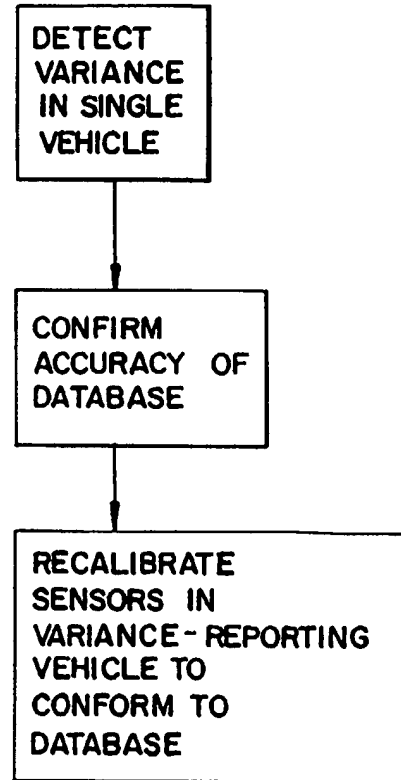 DETECT
VARIANCE
IN SINGLE
VEHICLE
CONFIRM
ACCURACY OF
DATABASE
RECALIBRATE
SENSORS IN
VARIANCE-REPORTING
VEHICLE TO
CONFORM TO
DATABASE